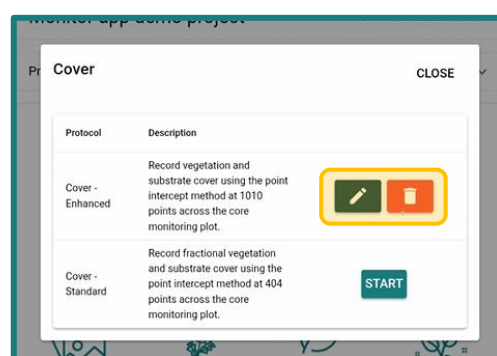 Monitor app demo project
Pr
Cover
CLOSE
Protocol Description
Cover -
Enhanced
Record vegetation and
substrate cover using the point
intercept method at 1010
points across the core
monitoring plot.
Cover -
Standard
Record fractional vegetation
and substrate cover using the
point intercept method at 404
points across the core
monitoring plot.
START